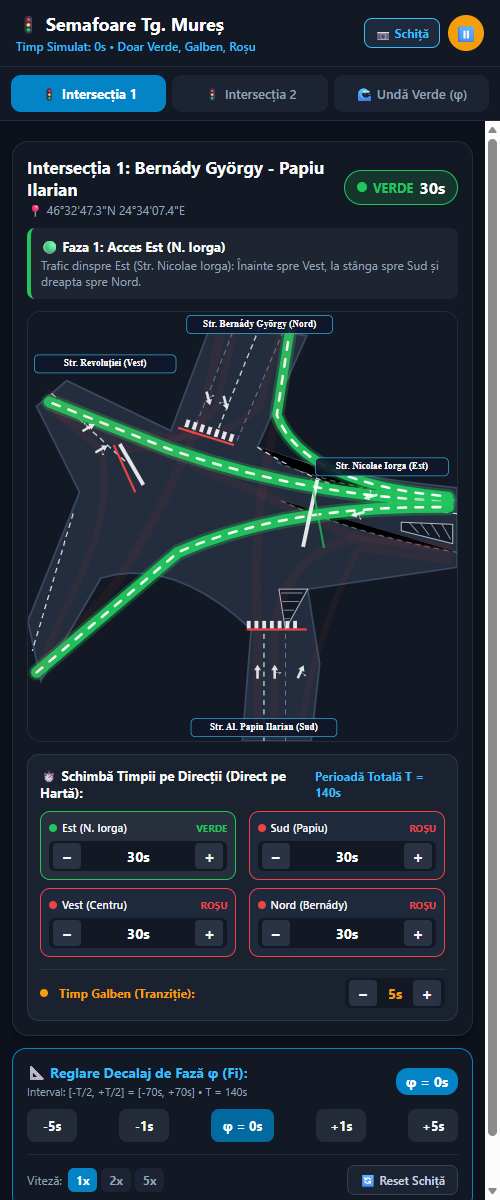 Semafoare Tg. Mureș
Timp Simulat: 0s • Doar Verde, Galben, Roșu
Schiță
Intersecția 1
Intersecția 2
Undă Verde (φ)
Intersecția 1: Bernády György - Papiu
Ilarian
46°32'47.3"N 24°34'07.4"E
VERDE 30s
Faza 1: Acces Est (N. Iorga)
Trafic dinspre Est (Str. Nicolae Iorga): Înainte spre Vest, la stânga spre Sud și
dreapta spre Nord.
Str. Bernády György (Nord)
Str. Revoluției (Vest)
Str. Nicolae Iorga (Est)
Str. Al. Papiu Ilarian (Sud)
Schimbă Timpii pe Direcții (Direct pe
Hartă):
Perioadă Totală T =
140s
Est (N. Iorga) VERDE
− 30s +
Sud (Papiu) ROȘU
− 30s +
Vest (Centru) ROȘU
− 30s +
Nord (Bernády) ROȘU
− 30s +
Timp Galben (Tranziție):
− 5s +
Reglare Decalaj de Fază φ (Fi):
Interval: [-T/2, +T/2] = [-70s, +70s] • T = 140s
φ = 0s
-5s
-1s
φ = 0s
+1s
+5s
Viteză: 1x 2x 5x
Reset Schiță